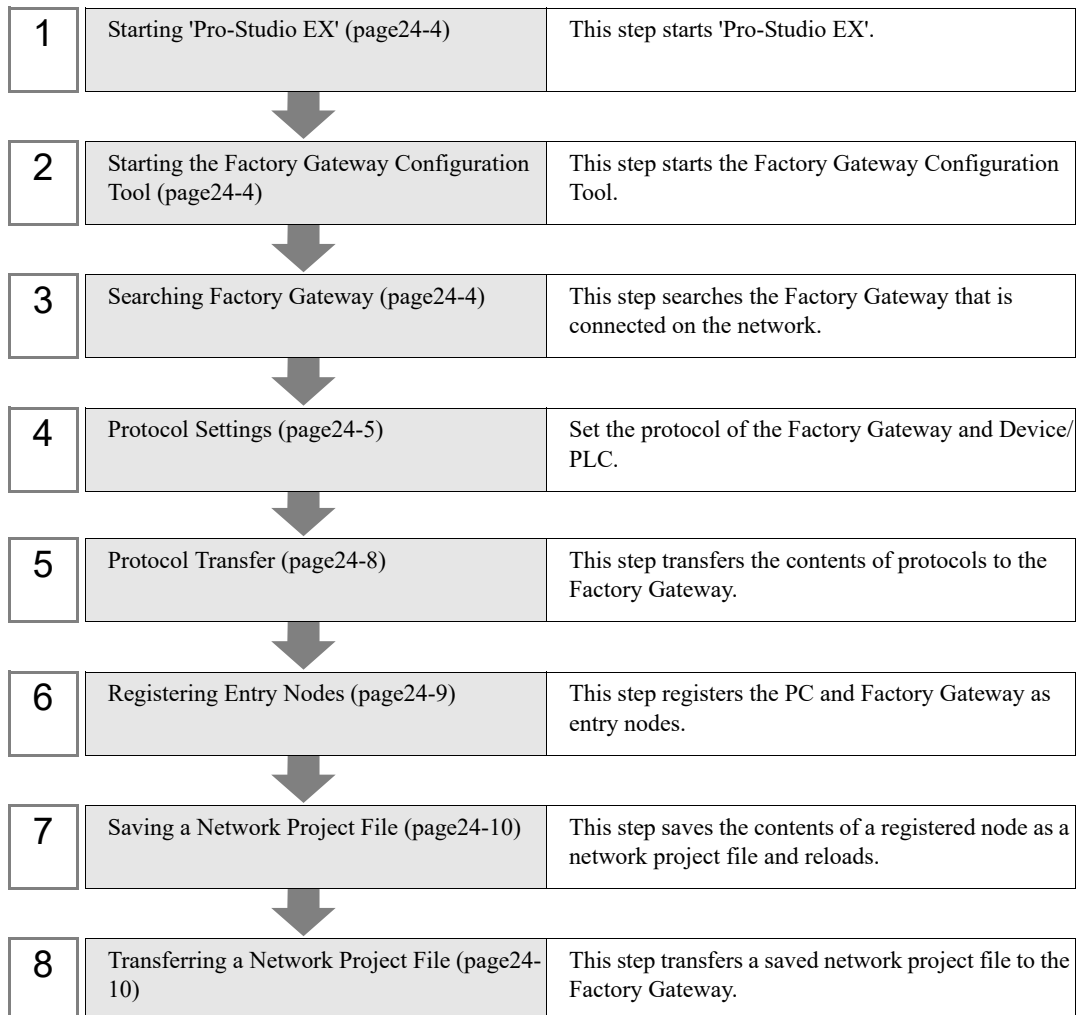 1
Starting 'Pro-Studio EX' (page24-4)
This step starts 'Pro-Studio EX'.
2
Starting the Factory Gateway Configuration
Tool (page24-4)
This step starts the Factory Gateway Configuration
Tool.
3
Searching Factory Gateway (page24-4)
This step searches the Factory Gateway that is
connected on the network.
4
Protocol Settings (page24-5)
Set the protocol of the Factory Gateway and Device/
PLC.
5
Protocol Transfer (page24-8)
This step transfers the contents of protocols to the
Factory Gateway.
6
Registering Entry Nodes (page24-9)
This step registers the PC and Factory Gateway as
entry nodes.
7
Saving a Network Project File (page24-10)
This step saves the contents of a registered node as a
network project file and reloads.
8
Transferring a Network Project File (page24-
10)
This step transfers a saved network project file to the
Factory Gateway.